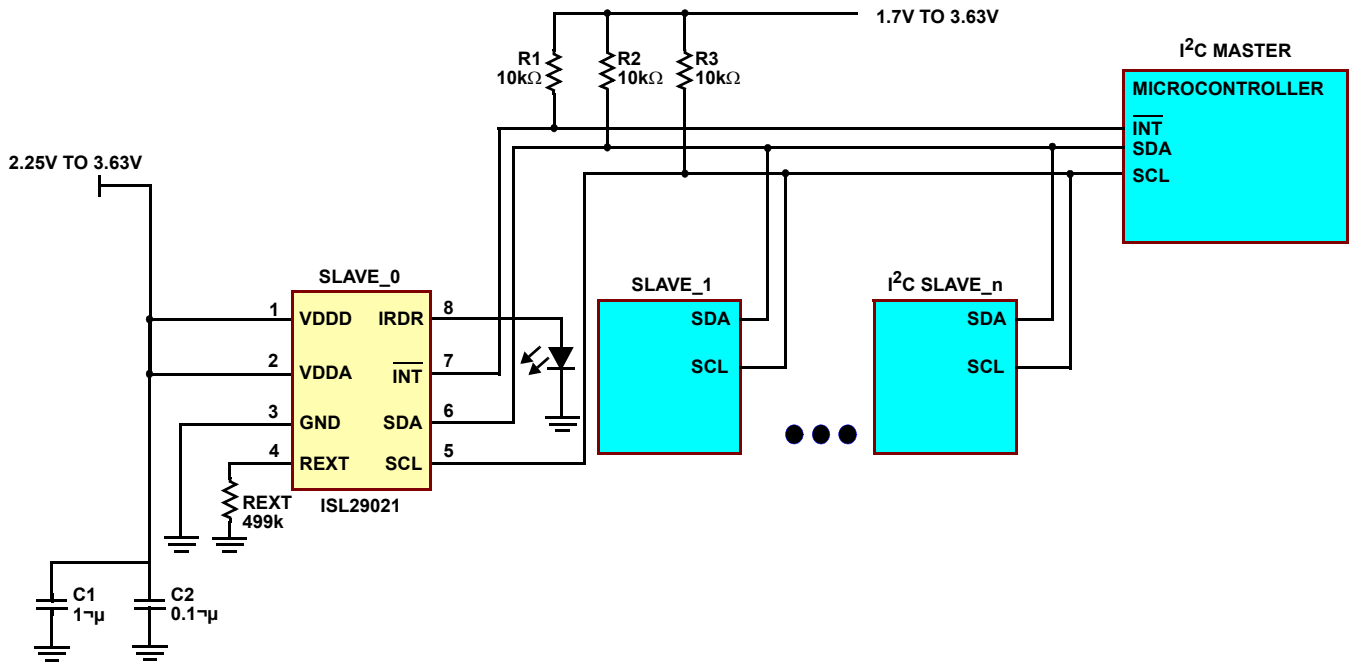 1.7V TO 3.63V
R1
10kΩ
R2
10kΩ
R3
10kΩ
I²C MASTER
MICROCONTROLLER
INT
SDA
SCL
2.25V TO 3.63V
SLAVE_0
1
VDDD
IRDR
8
2
VDDA
INT
7
3
GND
SDA
6
4
REXT
SCL
5
ISL29021
REXT
499k
SLAVE_1
SDA
SCL
I²C SLAVE_n
SDA
SCL
C1
1¬µ
C2
0.1¬µ